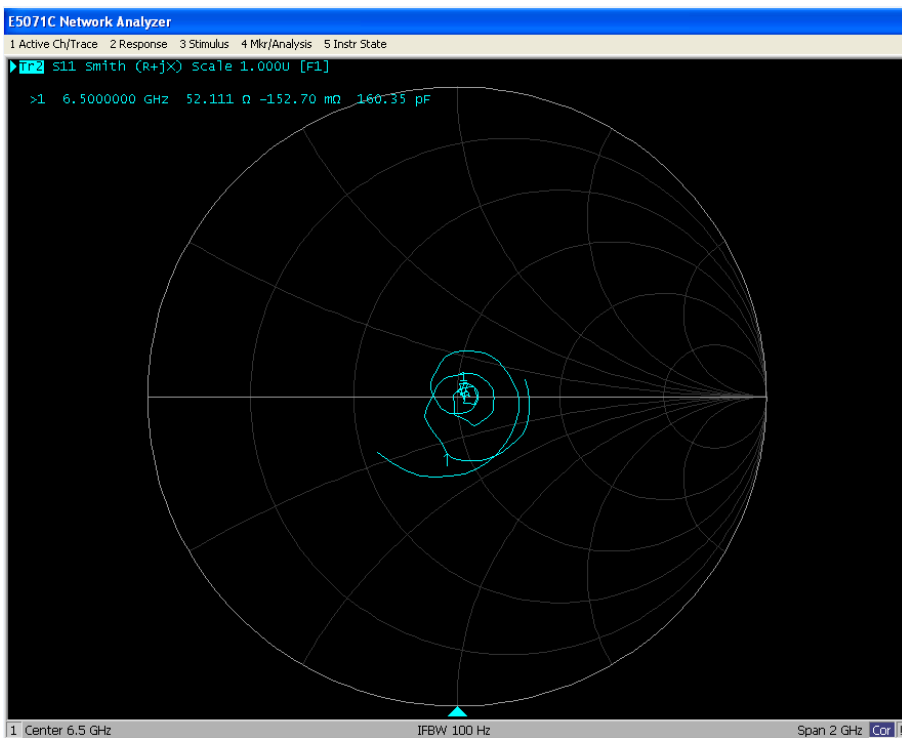 E5071C Network Analyzer
1 Active Ch/Trace 2 Response 3 Stimulus 4 Mkr/Analysis 5 Instr State
Tr2 S11 Smith (R+jX) Scale 1.000U [F1]
>1 6.5000000 GHz 52.111 Ω -152.70 mΩ 160.35 pF
1
1
1 Center 6.5 GHz IFBW 100 Hz Span 2 GHz Cor